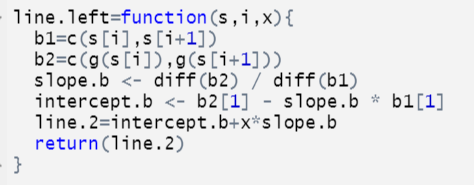 line.left=function(s,i,x){
b1=c(s[i],s[i+1])
b2=c(g(s[i]),g(s[i+1]))
slope.b <- diff(b2) / diff(b1)
intercept.b <- b2[1] - slope.b * b1[1]
line.2=intercept.b+x*slope.b
return(line.2)
}